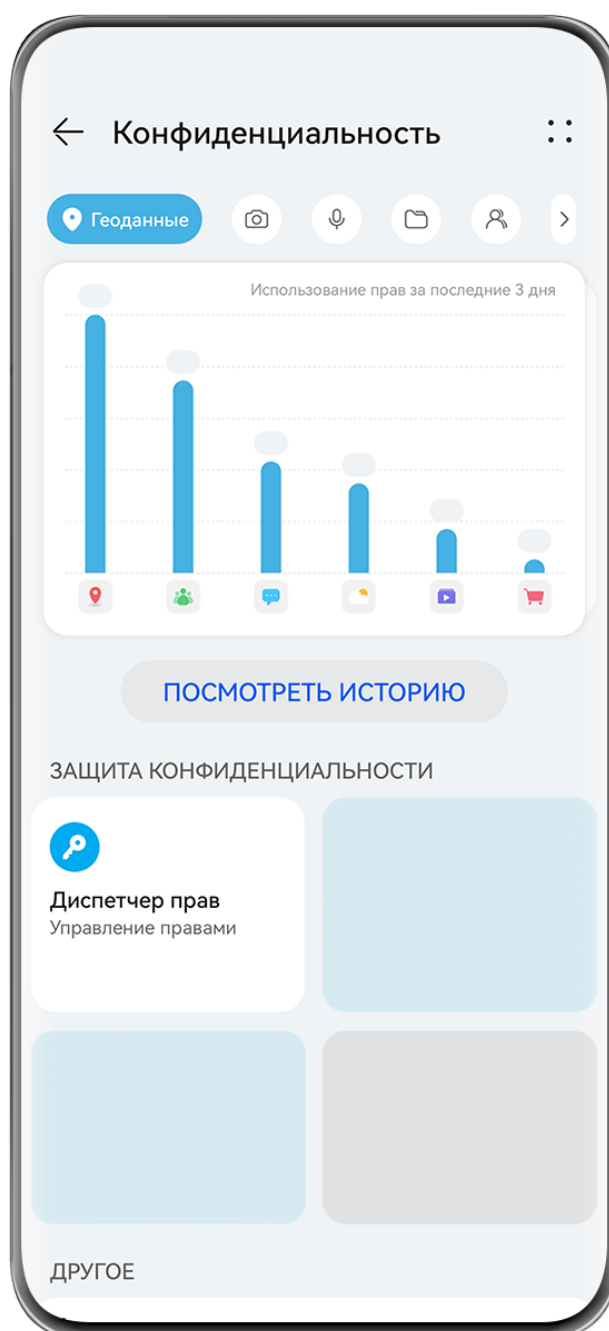 Конфиденциальность
Геоданные
Использование прав за последние 3 дня
ПОСМОТРЕТЬ ИСТОРИЮ
ЗАЩИТА КОНФИДЕНЦИАЛЬНОСТИ
Диспетчер прав
Управление правами
ДРУГОЕ